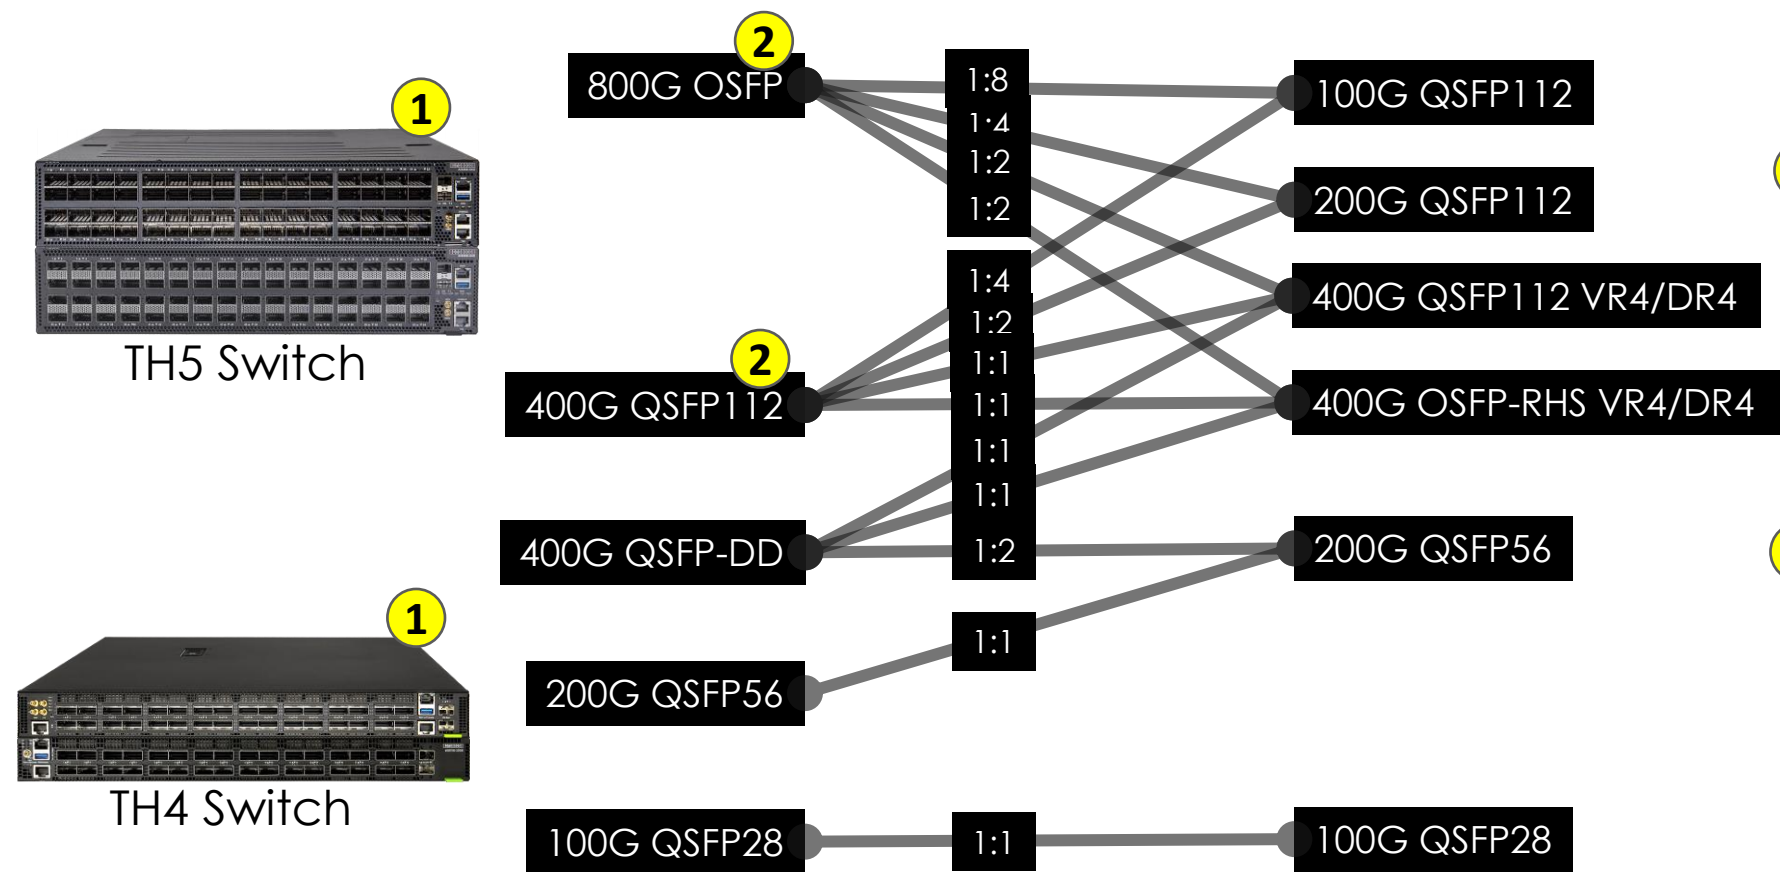 2
800G OSFP
1
1:8
1:4
1:2
1:2
100G QSFP112
200G QSFP112
1:4
1:2
1:1
1:1
1:1
1:1
1:2
400G QSFP112 VR4/DR4
TH5 Switch
2
400G QSFP112
400G OSFP-RHS VR4/DR4
400G QSFP-DD
200G QSFP56
1
1:1
200G QSFP56
TH4 Switch
100G QSFP28
1:1
100G QSFP28